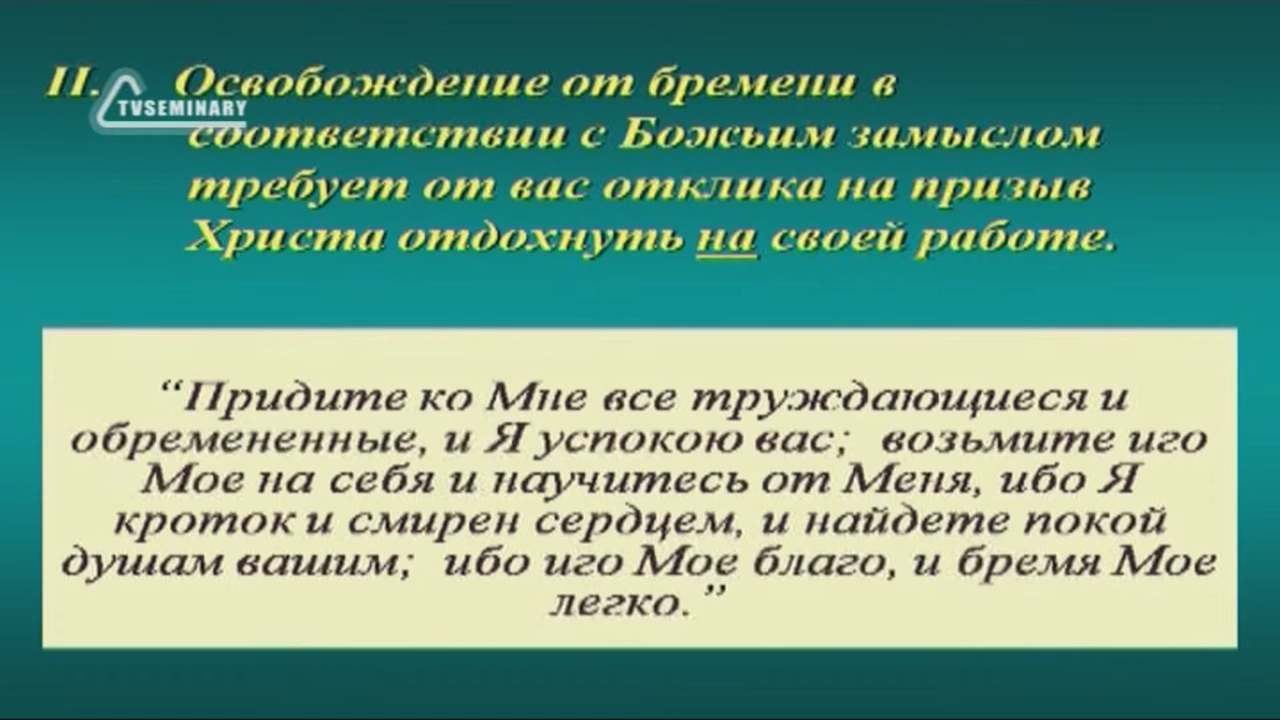 II. Освобождение от бремени в
TVSEMINARY
соответствии с Божьим замыслом
требует от вас отклика на призыв
Христа отдохнуть на своей работе.
“Придите ко Мне все труждающиеся и
обремененные, и Я успокою вас; возьмите иго
Мое на себя и научитесь от Меня, ибо Я
кроток и смирен сердцем, и найдете покой
душам вашим; ибо иго Мое благо, и бремя Мое
легко.”